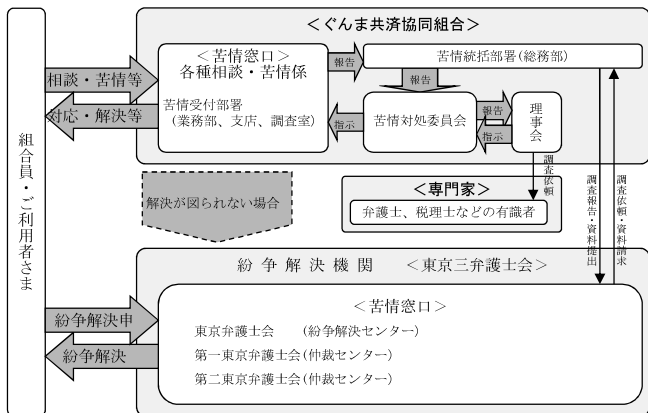 組合員・ご利用者さま
＜ぐんま共済協同組合＞
相談・苦情等
対応・解決等
＜苦情窓口＞
各種相談・苦情係
苦情受付部署
（業務部、支店、調査室）
報告
苦情統括部署(総務部)
報告
指示
苦情対処委員会
報告
指示
理事会
調査依頼
＜専門家＞
弁護士、税理士などの有識者
調査報告・資料提出
調査依頼・資料請求
解決が図られない場合
紛争解決機関　＜東京三弁護士会＞
紛争解決申
紛争解決
＜苦情窓口＞
東京弁護士会　　(紛争解決センター)
第一東京弁護士会(仲裁センター)
第二東京弁護士会(仲裁センター)